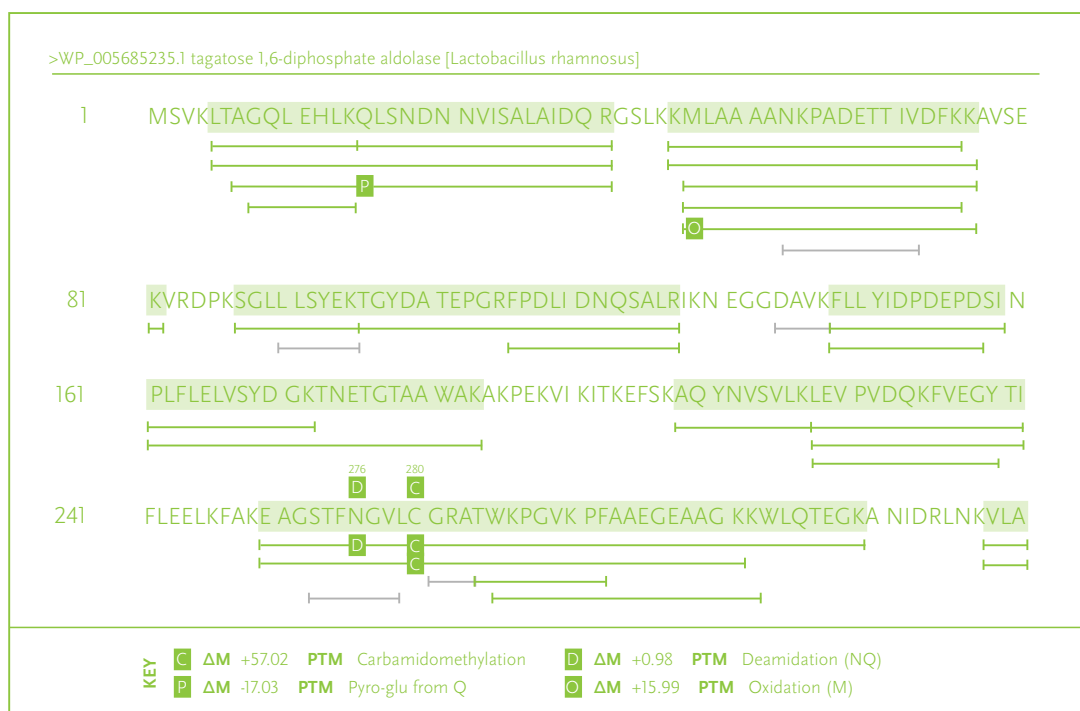 >WP_005685235.1 tagatose 1,6-diphosphate aldolase [Lactobacillus rhamnosus]
1 MSVKLTAGQL EHLKQLSNDN NVISALAIDQ RGSLKKMLAA AANKPADETT IVDFKKAVSE
P
O
81 KVRDPKSGLL LSYEKTGYDA TEPGRFPDLI DNQSALRIKN EGGDAVKFLL YIDPDEPDSI N
161 PLFLELVSYD GKTNETGTAA WAKAKPEKVI KITKEFSKAQ YNVSVLKLEV PVDQKFVEGY TI
276 280
D C
241 FLEELKFAKE AGSTFNGVLC GRATWKPGVK PFAAEGEAAG KKWLQTEGKA NIDRLNKVLA
D C
C
KEY
C ΔM +57.02 PTM Carbamidomethylation D ΔM +0.98 PTM Deamidation (NQ)
P ΔM -17.03 PTM Pyro-glu from Q O ΔM +15.99 PTM Oxidation (M)